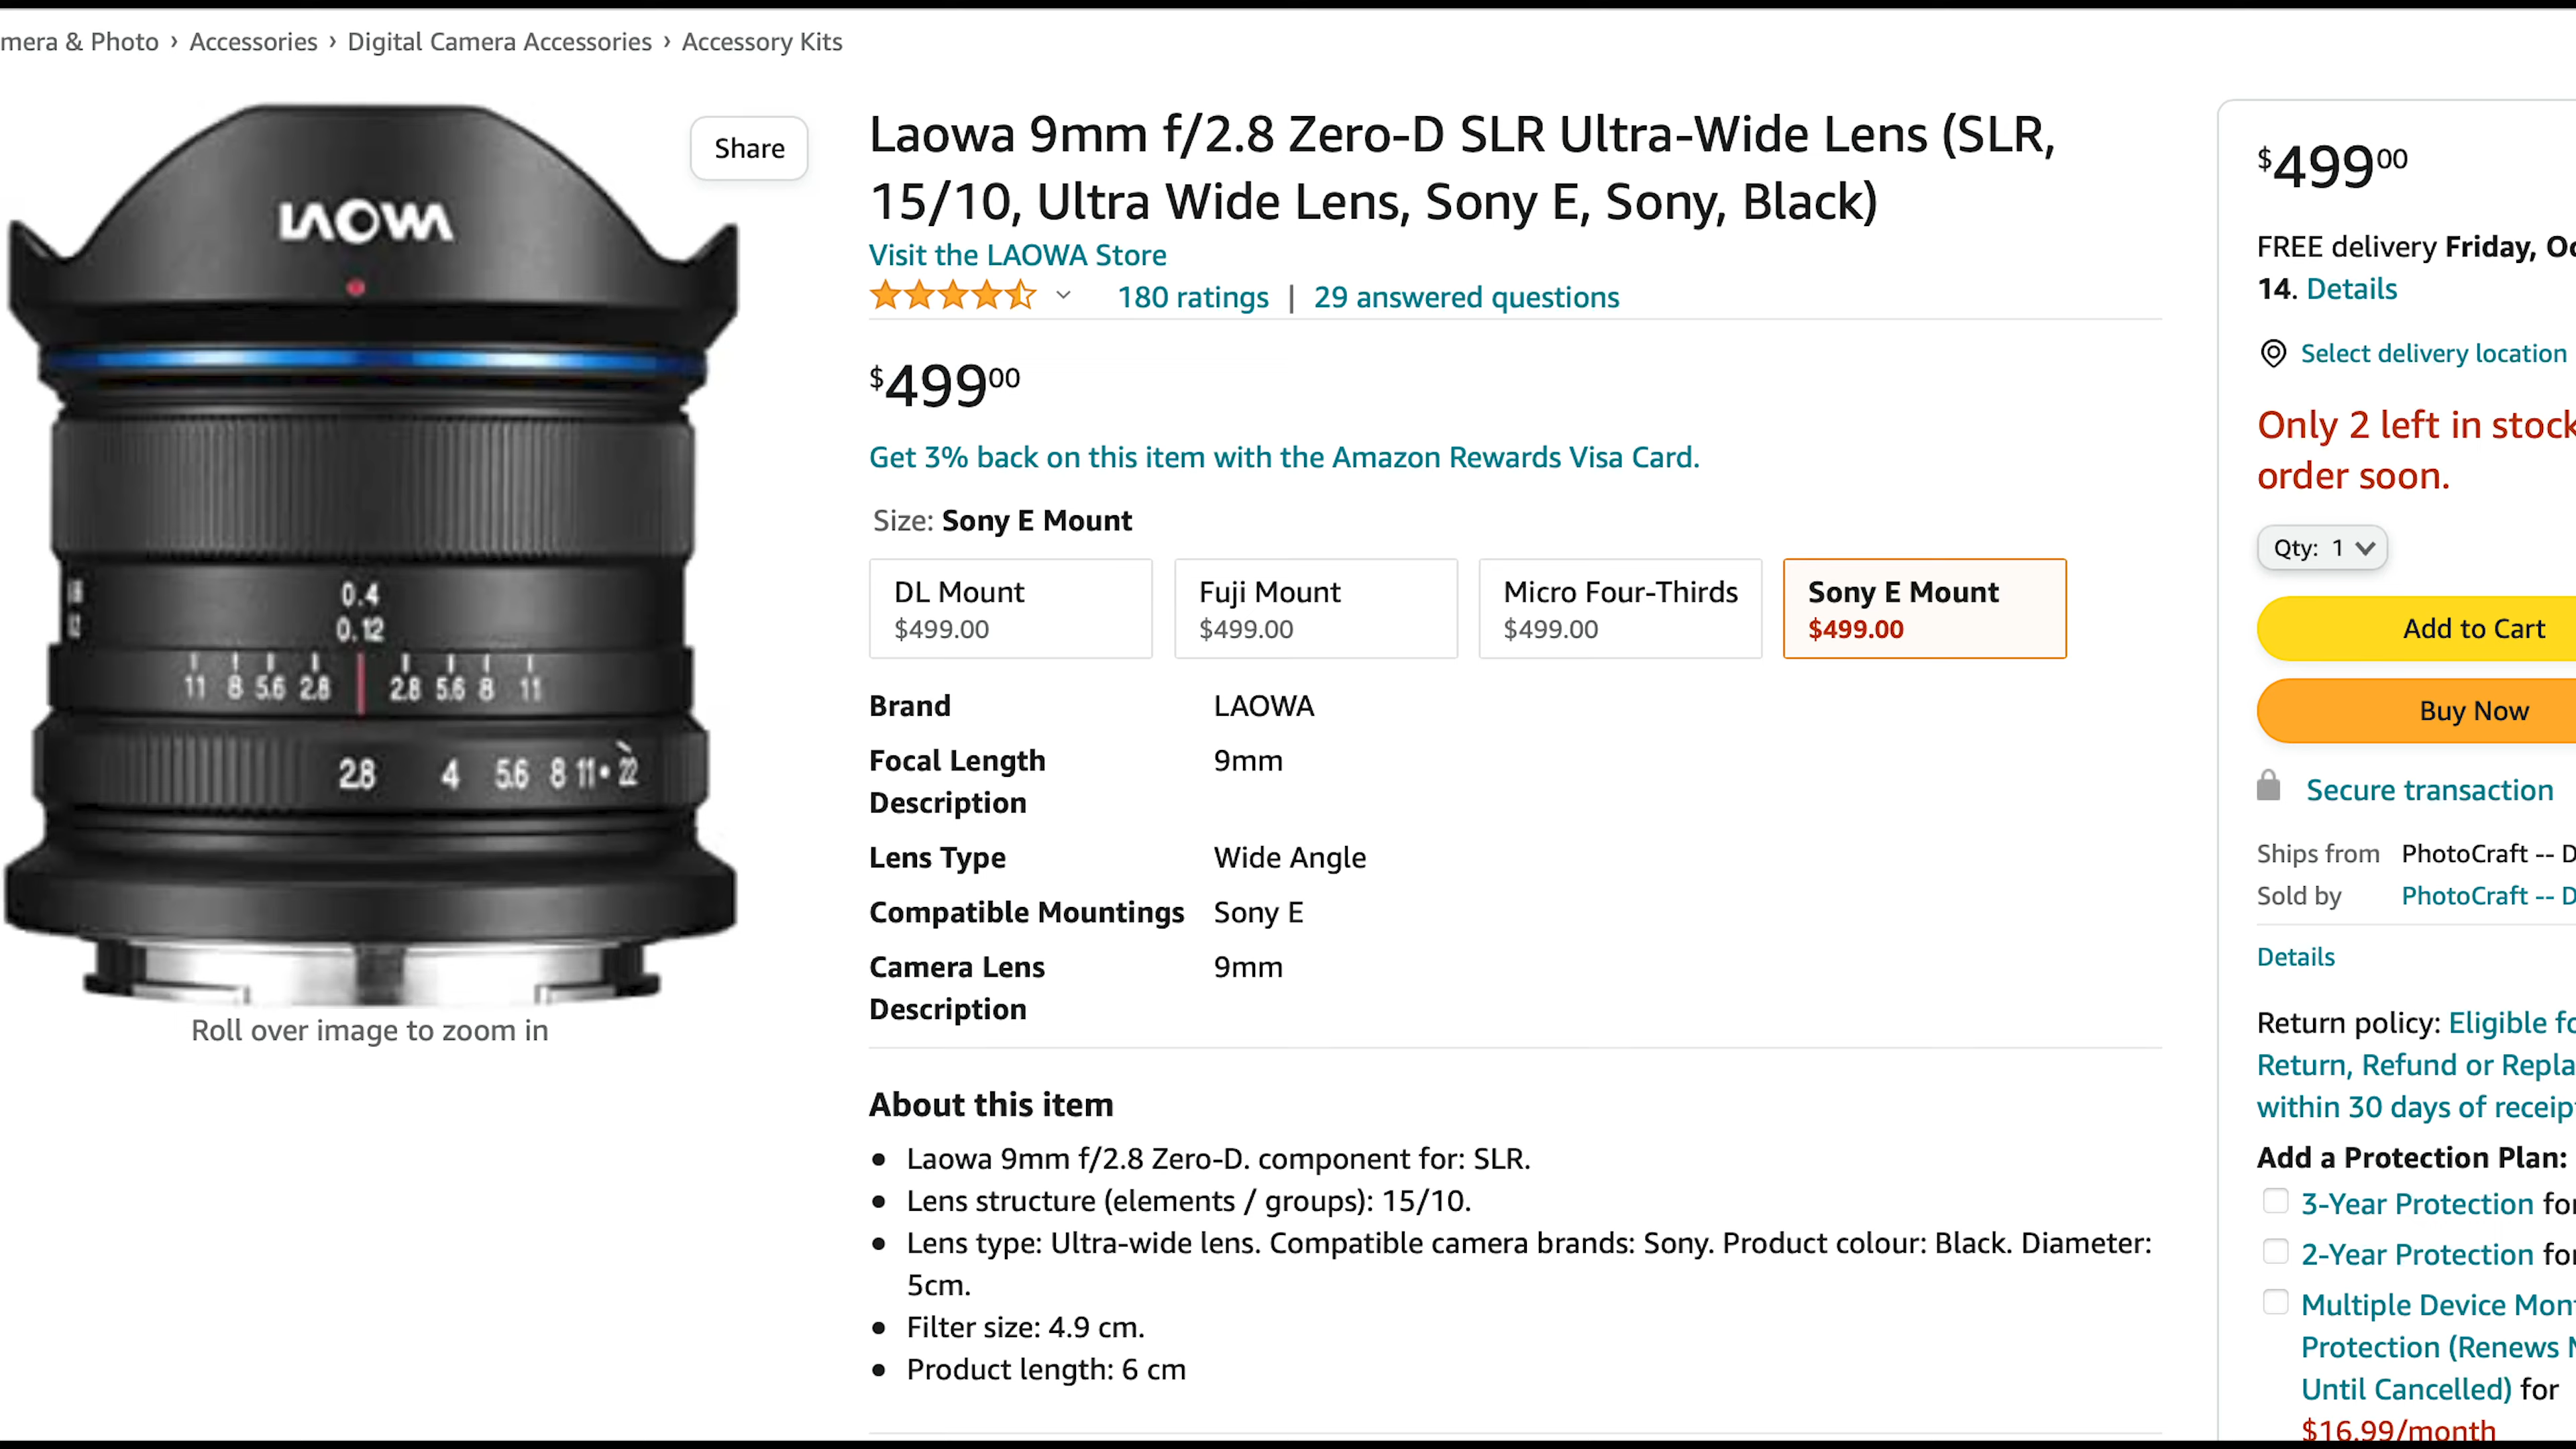 mera & Photo › Accessories › Digital Camera Accessories › Accessory Kits
LAOWA
0.4
0.12
11 8 5.6 2.8 2.8 5.6 8 11
2.8 4 5.6 8 11 • 22
Share
Roll over image to zoom in
Laowa 9mm f/2.8 Zero-D SLR Ultra-Wide Lens (SLR,
15/10, Ultra Wide Lens, Sony E, Sony, Black)
Visit the LAOWA Store
180 ratings | 29 answered questions
$49900
Get 3% back on this item with the Amazon Rewards Visa Card.
Size: Sony E Mount
DL Mount
$499.00
Fuji Mount
$499.00
Micro Four-Thirds
$499.00
Sony E Mount
$499.00
Brand LAOWA
Focal Length 9mm
Description
Lens Type Wide Angle
Compatible Mountings Sony E
Camera Lens 9mm
Description
About this item
• Laowa 9mm f/2.8 Zero-D. component for: SLR.
• Lens structure (elements / groups): 15/10.
• Lens type: Ultra-wide lens. Compatible camera brands: Sony. Product colour: Black. Diameter:
5cm.
• Filter size: 4.9 cm.
• Product length: 6 cm
$49900
FREE delivery Friday, Oc
14. Details
Select delivery location
Only 2 left in stock
order soon.
Qty: 1
Add to Cart
Buy Now
Secure transaction
Ships from PhotoCraft -- D
Sold by PhotoCraft -- D
Details
Return policy: Eligible fo
Return, Refund or Repla
within 30 days of receip
Add a Protection Plan:
3-Year Protection for
2-Year Protection for
Multiple Device Mon
Protection (Renews M
Until Cancelled) for
$16.99/month